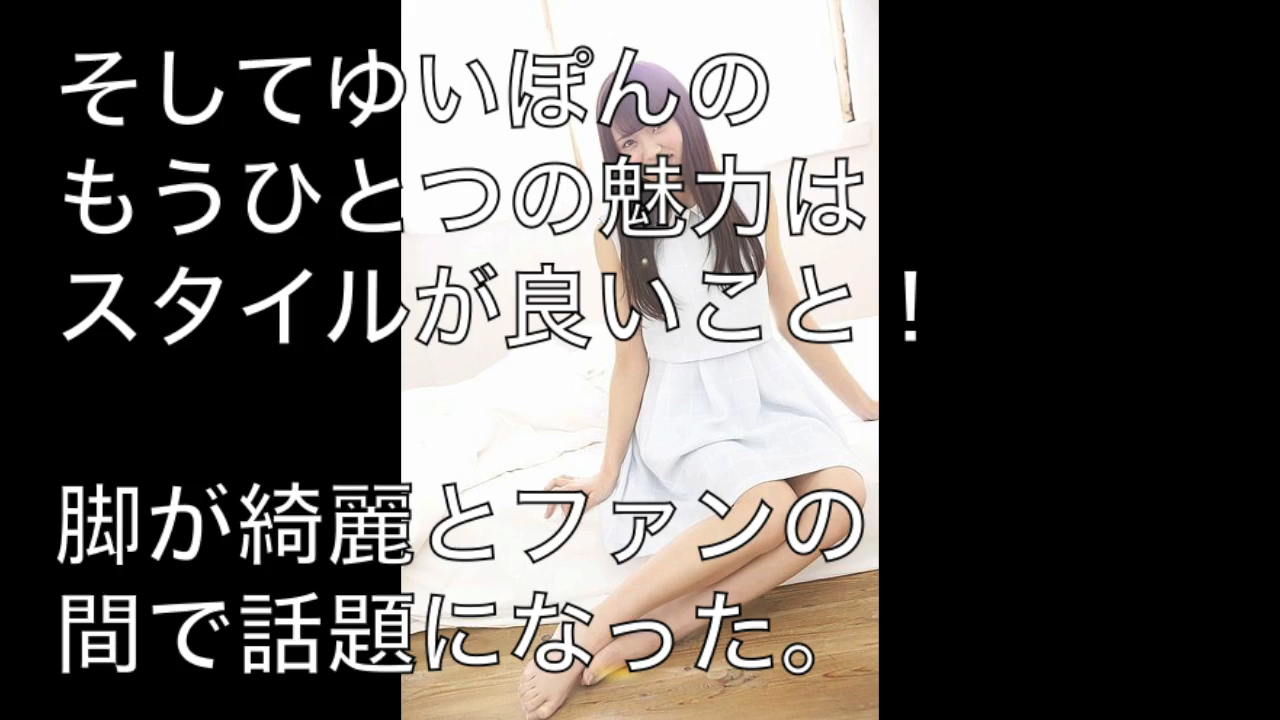 そしてゆいぽんの
もうひとつの魅力は
スタイルが良いこと！
脚が綺麗とファンの
間で話題になった。